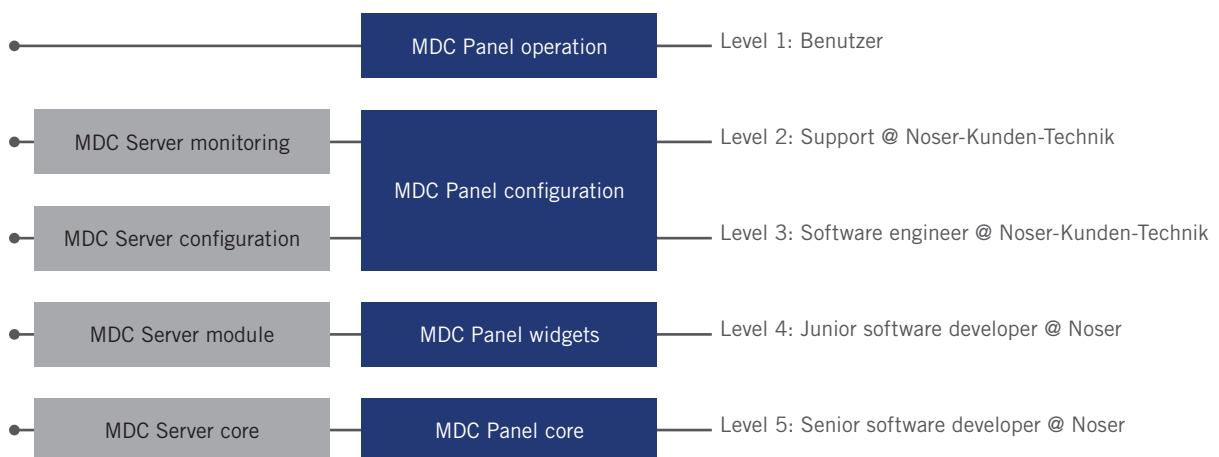 MDC Panel operation
Level 1: Benutzer
MDC Server monitoring
MDC Panel configuration
Level 2: Support @ Noser-Kunden-Technik
MDC Server configuration
Level 3: Software engineer @ Noser-Kunden-Technik
MDC Server module
MDC Panel widgets
Level 4: Junior software developer @ Noser
MDC Server core
MDC Panel core
Level 5: Senior software developer @ Noser